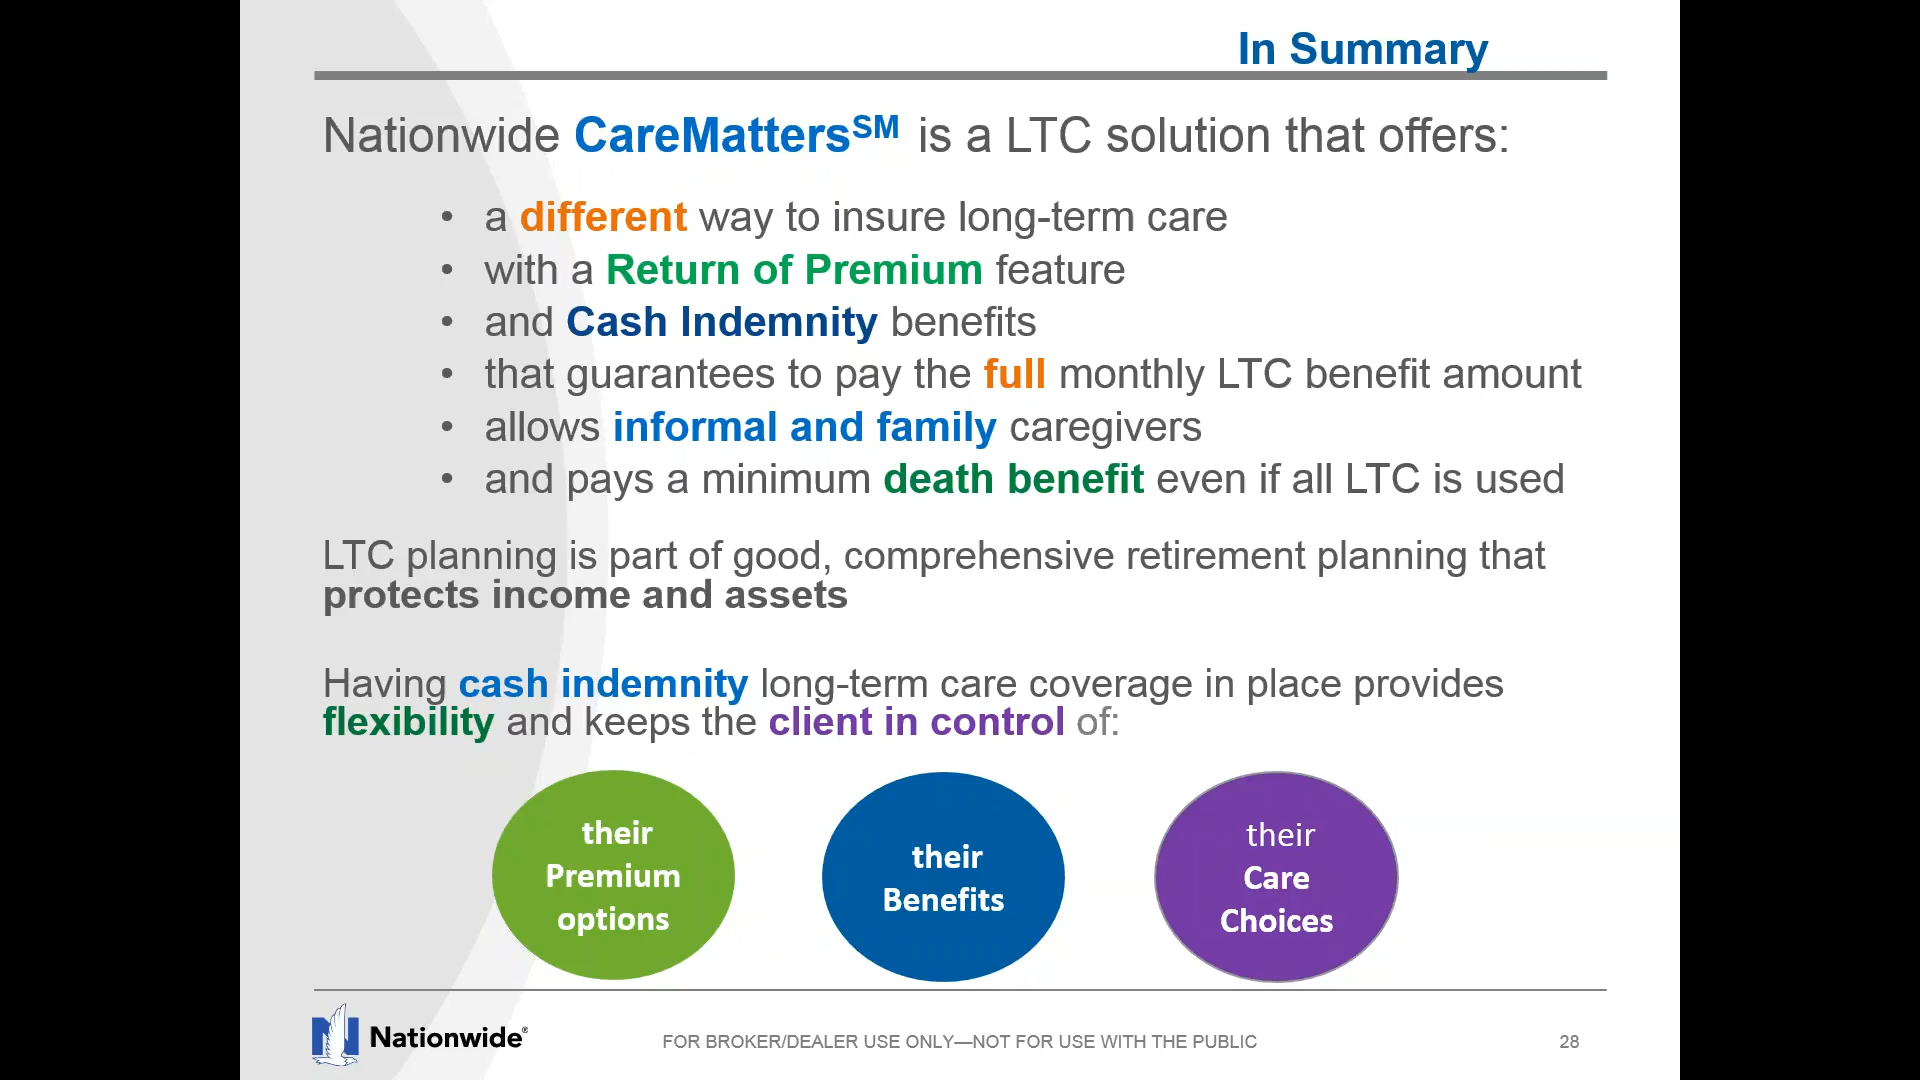 In Summary
Nationwide CareMattersSM is a LTC solution that offers:
• a different way to insure long-term care
• with a Return of Premium feature
• and Cash Indemnity benefits
• that guarantees to pay the full monthly LTC benefit amount
• allows informal and family caregivers
• and pays a minimum death benefit even if all LTC is used
LTC planning is part of good, comprehensive retirement planning that
protects income and assets
Having cash indemnity long-term care coverage in place provides
flexibility and keeps the client in control of:
their
Premium
options
their
Benefits
their
Care
Choices
Nationwide®
FOR BROKER/DEALER USE ONLY—NOT FOR USE WITH THE PUBLIC
28